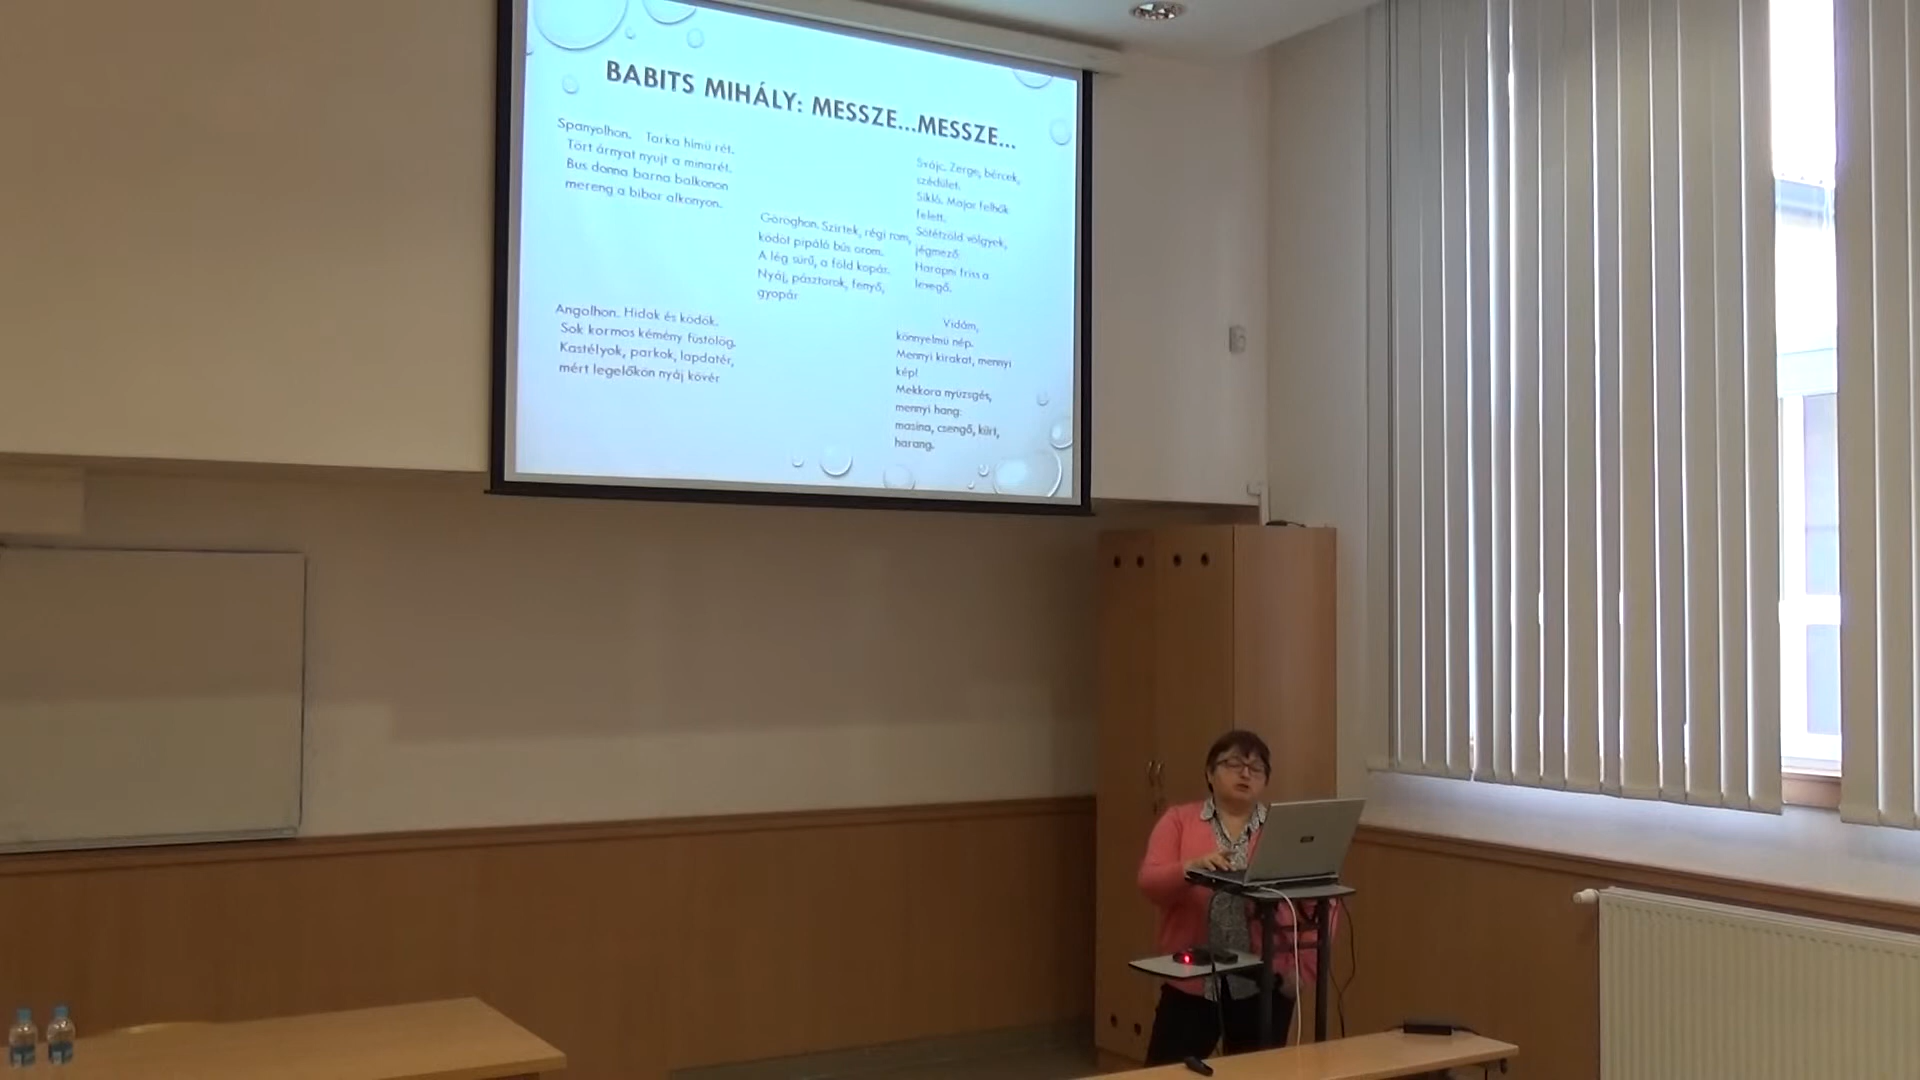 BABITS MIHÁLY: MESSZE...MESSZE...
Spanyolhon. Tarka hímű rét.
Tört árnyat nyujt a minarét.
Bus donna barna balkonon
mereng a bibor alkonyon.
Göröghon. Szirtek, régi rom,
ködöt pipáló bús orom.
A lég sürű, a föld kopár.
Nyáj, pásztorok, fenyő,
gyopár
Svájc. Zerge, bércek,
szédület.
Sikló. Major felhők
felett.
Sötétzöld völgyek,
jégmező:
Harapni friss a
levegő.
Angolhon. Hidak és ködök.
Sok kormos kémény füstölög.
Kastélyok, parkok, lapdatér,
mért legelőkön nyáj kövér
Vidám,
könnyelmü nép.
Mennyi kirakat, mennyi
kép!
Mekkora nyüzsgés,
mennyi hang:
masina, csengő, kürt,
harang.